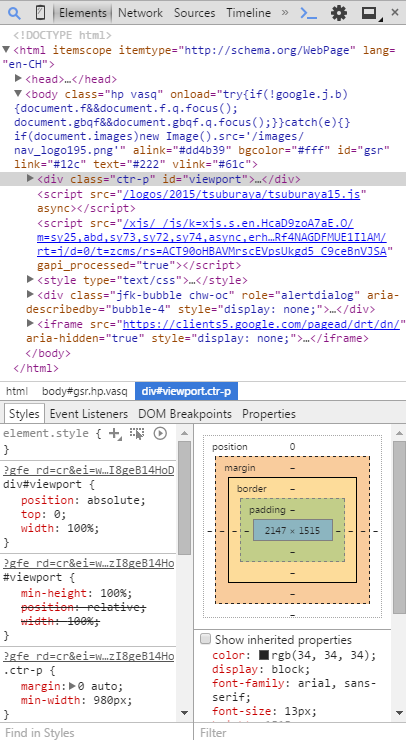 Elements Network Sources Timeline »
<!DOCTYPE html>
<html itemscope itemtype="http://schema.org/WebPage" lang=
"en-CH">
<head>…</head>
<body class="hp vasq" onload="try{if(!google.j.b)
{document.f&&document.f.q.focus();
document.gbqf&&document.gbqf.q.focus();}}catch(e){}
if(document.images)new Image().src='/images/
nav_logo195.png'" alink="#dd4b39" bgcolor="#fff" id="gsr"
link="#12c" text="#222" vlink="#61c">
<div class="ctr-p" id="viewport">…</div>
<script src="/logos/2015/tsuburaya/tsuburaya15.js"
async></script>
<script src="/xjs/_/js/k=xjs.s.en.HcaD9zoA7aE.O/
m=sy25,abd,sy73,sy72,sy74,async,erh…Rf4NAGDFMUE1I1AM/
rt=j/d=0/t=zcms/rs=ACT90oHBAVMrscEVpsUkgd5_C9ceBnVJSA"
gapi_processed="true"></script>
<style type="text/css">…</style>
<div class="jfk-bubble chw-oc" role="alertdialog" aria-
describedby="bubble-4" style="display: none;">…</div>
<iframe src="https://clients5.google.com/pagead/drt/dn/"
aria-hidden="true" style="display: none;">…</iframe>
</body>
</html>
html body#gsr.hp.vasq div#viewport.ctr-p
Styles Event Listeners DOM Breakpoints Properties
element.style {
}
?gfe_rd=cr&ei=w…I8geB14HoD
div#viewport {
position: absolute;
top: 0;
width: 100%;
}
?gfe_rd=cr&ei=w…zI8geB14Ho
#viewport {
min-height: 100%;
position: relative;
width: 100%;
}
?gfe_rd=cr&ei=w…zI8geB14Ho
.ctr-p {
margin: 0 auto;
min-width: 980px;
}
Find in Styles
position 0
margin –
border –
padding –
– – – 2147 × 1515 – – –
–
–
–
Show inherited properties
color: rgb(34, 34, 34);
display: block;
font-family: arial, sans-
serif;
font-size: 13px;
Filter